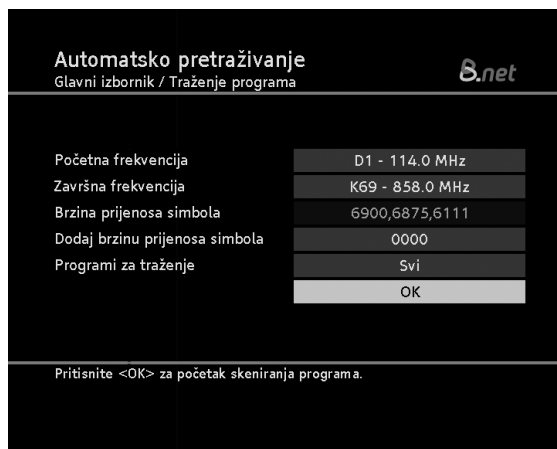 Automatsko pretraživanje
Glavni izbornik / Traženje programa
B.net
Početna frekvencija
D1 - 114.0 MHz
Završna frekvencija
K69 - 858.0 MHz
Brzina prijenosa simbola
6900,6875,6111
Dodaj brzinu prijenosa simbola
0000
Programi za traženje
Svi
OK
Pritisnite <OK> za početak skeniranja programa.